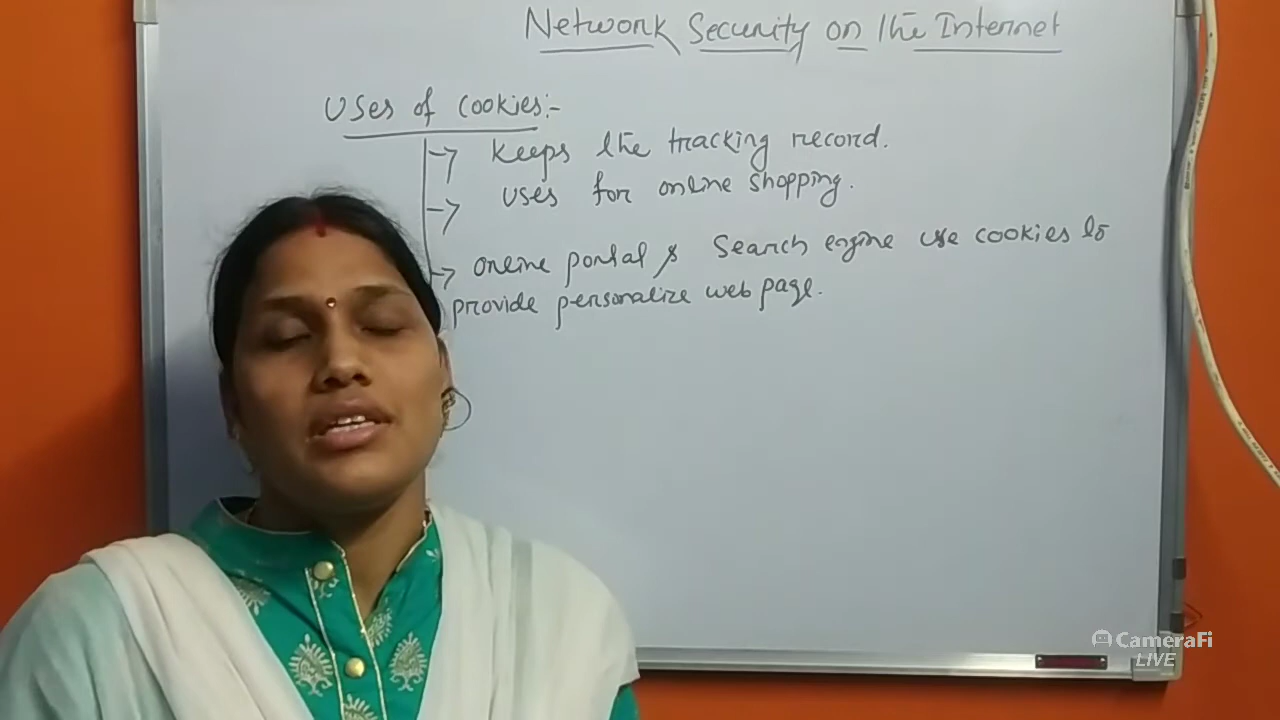 Network Security on the Internet
Uses of cookies:-
→ Keeps the tracking record.
→ uses for online shopping.
→ online portal & Search engine use cookies to
provide personalize web page.
CameraFi
LIVE